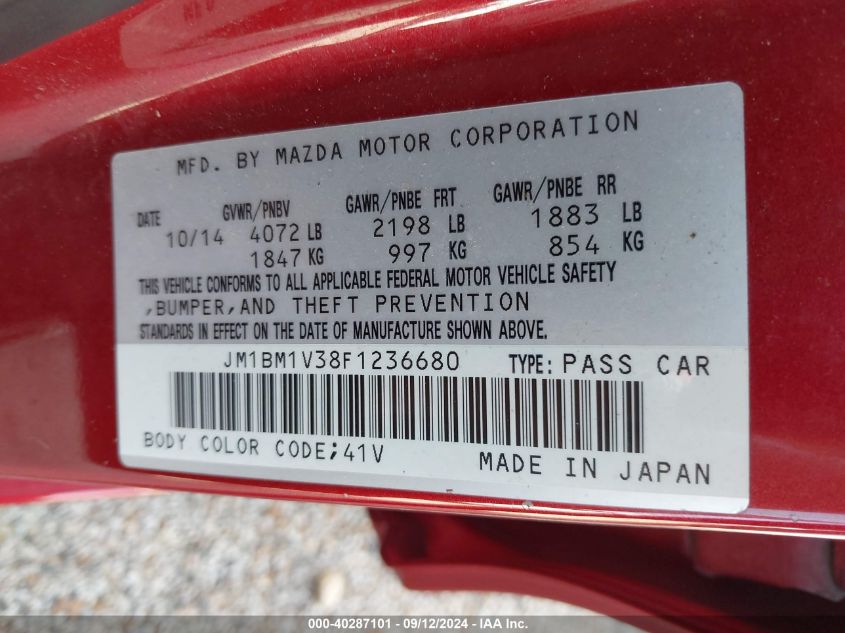 MFD. BY MAZDA MOTOR CORPORATION
DATE GVWR/PNBV GAWR/PNBE FRT GAWR/PNBE RR
10/14 4072 LB 2198 LB 1883 LB
1847 KG 997 KG 854 KG
THIS VEHICLE CONFORMS TO ALL APPLICABLE FEDERAL MOTOR VEHICLE SAFETY
,BUMPER,AND THEFT PREVENTION
STANDARDS IN EFFECT ON THE DATE OF MANUFACTURE SHOWN ABOVE.
JM1BM1V38F1236680 TYPE: PASS CAR
BODY COLOR CODE;41V
MADE IN JAPAN
000-40287101 - 09/12/2024 - IAA Inc.